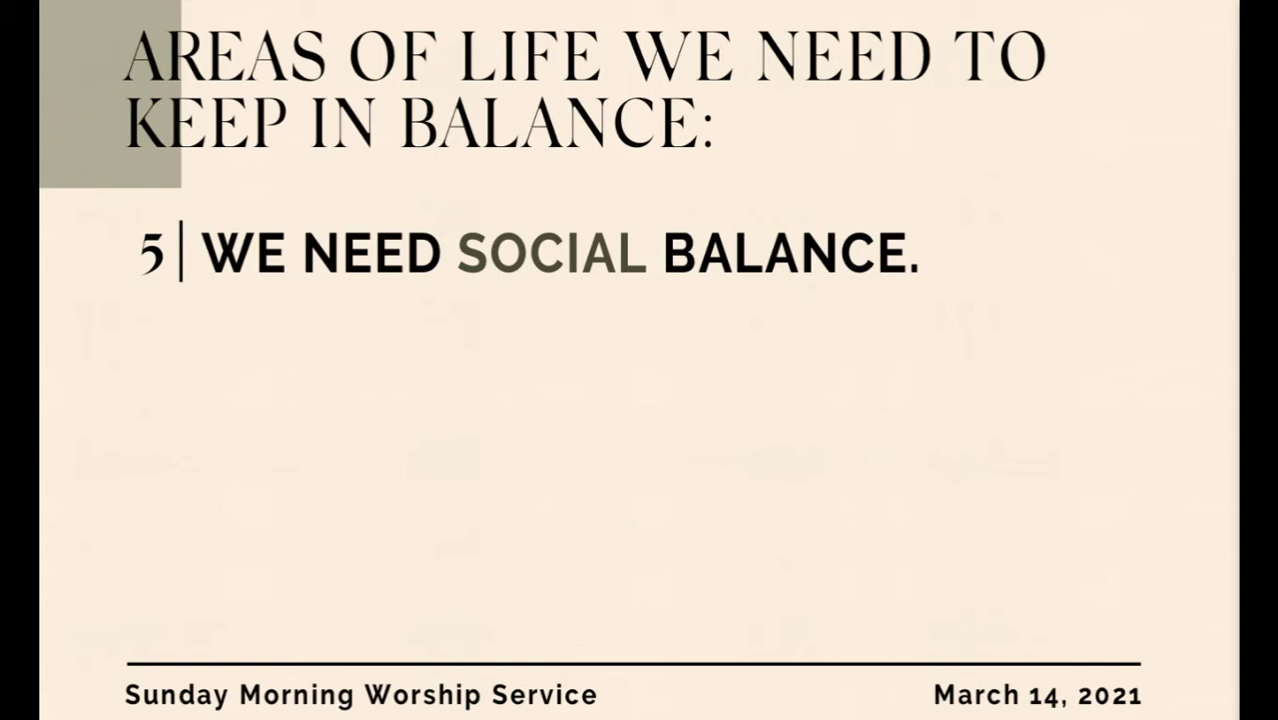 AREAS OF LIFE WE NEED TO
KEEP IN BALANCE:
5 | WE NEED SOCIAL BALANCE.
Sunday Morning Worship Service
March 14, 2021